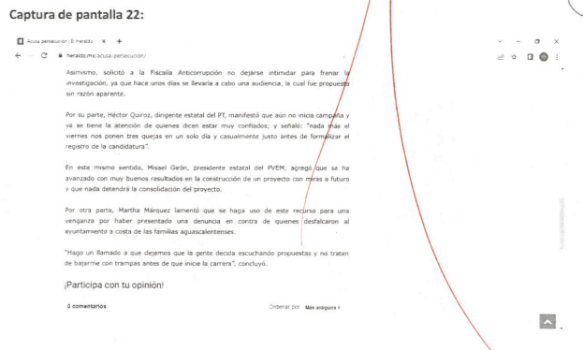 Captura de pantalla 22:
Acusa persecución | El Heraldo
heraldo.mx/acusa-persecucion/
Asimismo, solicitó a la Fiscalía Anticorrupción no dejarse intimidar para frenar la
investigación, ya que hace unos días se llevaría a cabo una audiencia, la cual fue propuesta
sin razón aparente.
Por su parte, Héctor Quiroz, dirigente estatal del PT, manifestó que aún no inicia campaña y
ya se tiene la atención de quienes dicen estar muy confiados; y señaló: "nada más el
viernes nos ponen tres quejas en un solo día y casualmente justo antes de formalizar el
registro de la candidatura".
En este mismo sentido, Misael Girón, presidente estatal del PVEM, agregó que se ha
avanzado con muy buenos resultados en la construcción de un proyecto con miras a futuro
y que nada detendrá la consolidación del proyecto.
Por otra parte, Martha Márquez lamentó que se haga uso de este recurso para una
venganza por haber presentado una denuncia en contra de quienes desfalcaron al
ayuntamiento a costa de las familias aguascalentenses.
"Hago un llamado a que dejemos que la gente decida escuchando propuestas y no traten
de bajarme con trampas antes de que inicie la carrera", concluyó.
¡Participa con tu opinión!
0 comentarios
Ordenar por Más antiguos